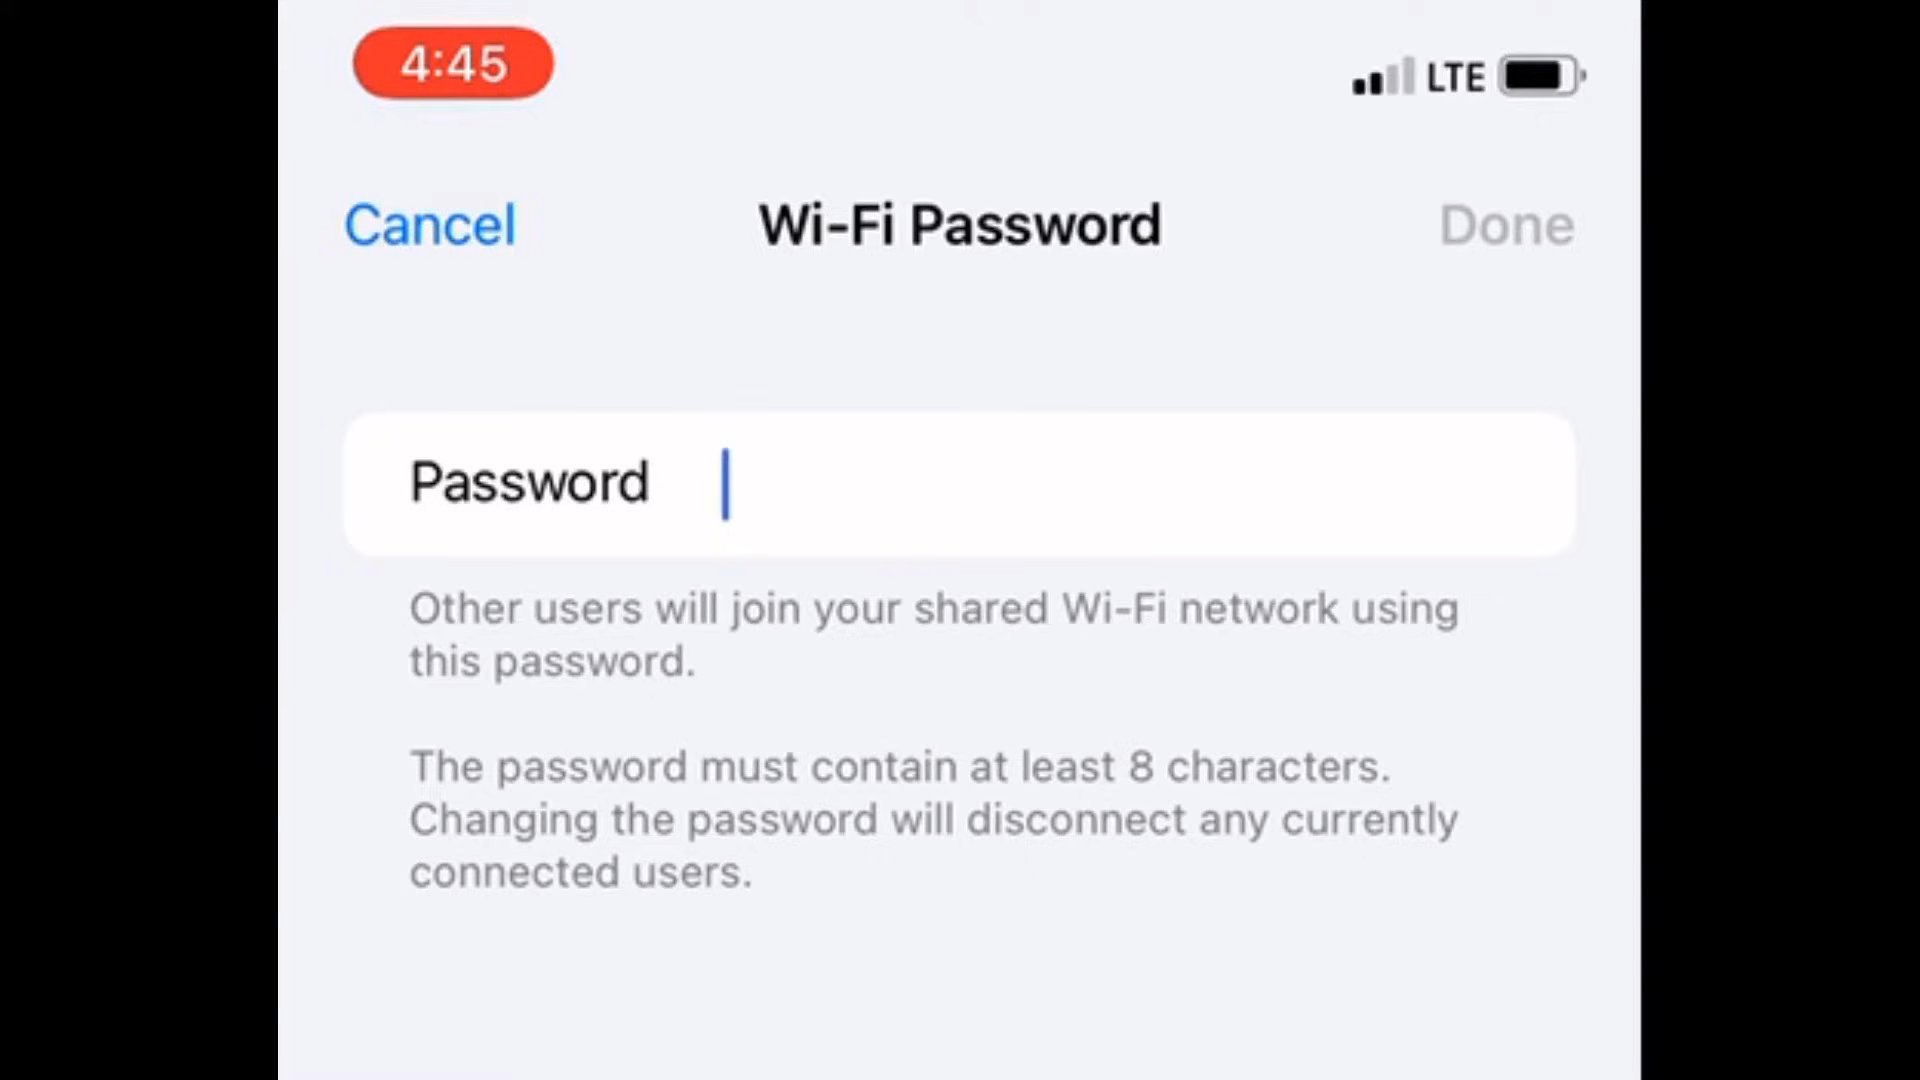 4:45
LTE
Cancel
Wi-Fi Password
Done
Password
Other users will join your shared Wi-Fi network using
this password.
The password must contain at least 8 characters.
Changing the password will disconnect any currently
connected users.